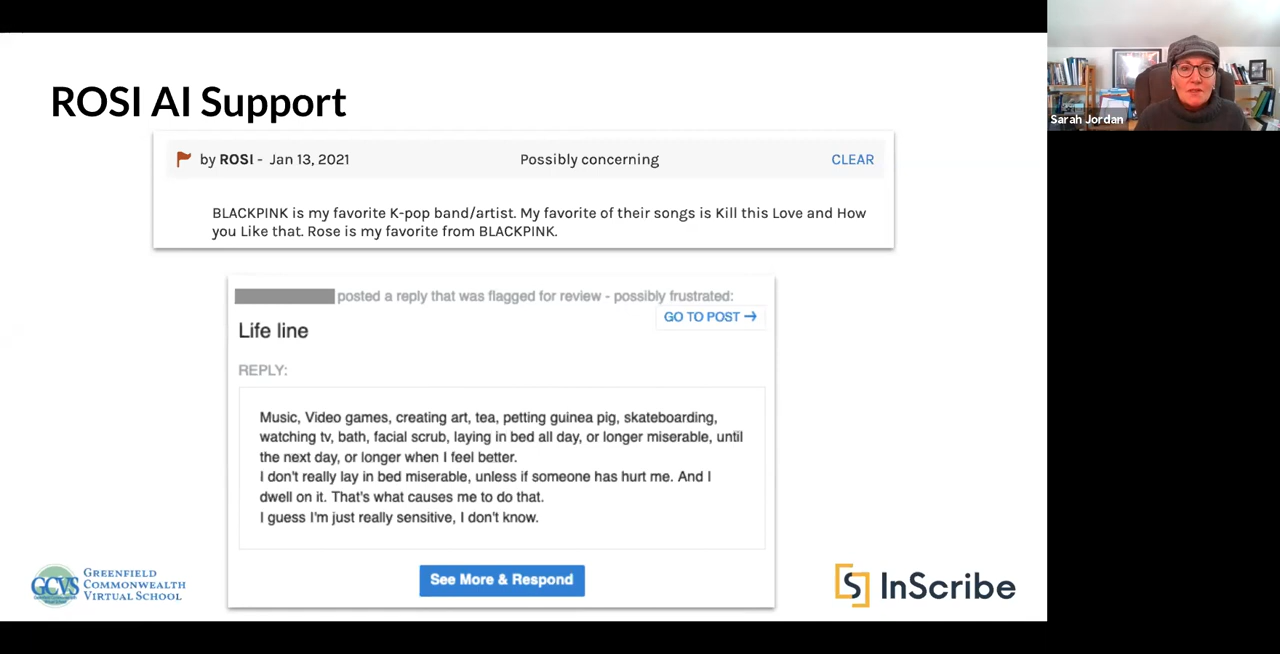 ROSI AI Support
by ROSI - Jan 13, 2021 Possibly concerning CLEAR
BLACKPINK is my favorite K-pop band/artist. My favorite of their songs is Kill this Love and How
you Like that. Rose is my favorite from BLACKPINK.
posted a reply that was flagged for review - possibly frustrated:
GO TO POST →
Life line
REPLY:
Music, Video games, creating art, tea, petting guinea pig, skateboarding,
watching tv, bath, facial scrub, laying in bed all day, or longer miserable, until
the next day, or longer when I feel better.
I don't really lay in bed miserable, unless if someone has hurt me. And I
dwell on it. That's what causes me to do that.
I guess I'm just really sensitive, I don't know.
See More & Respond
GCVS
GREENFIELD
COMMONWEALTH
VIRTUAL SCHOOL
InScribe
Sarah Jordan